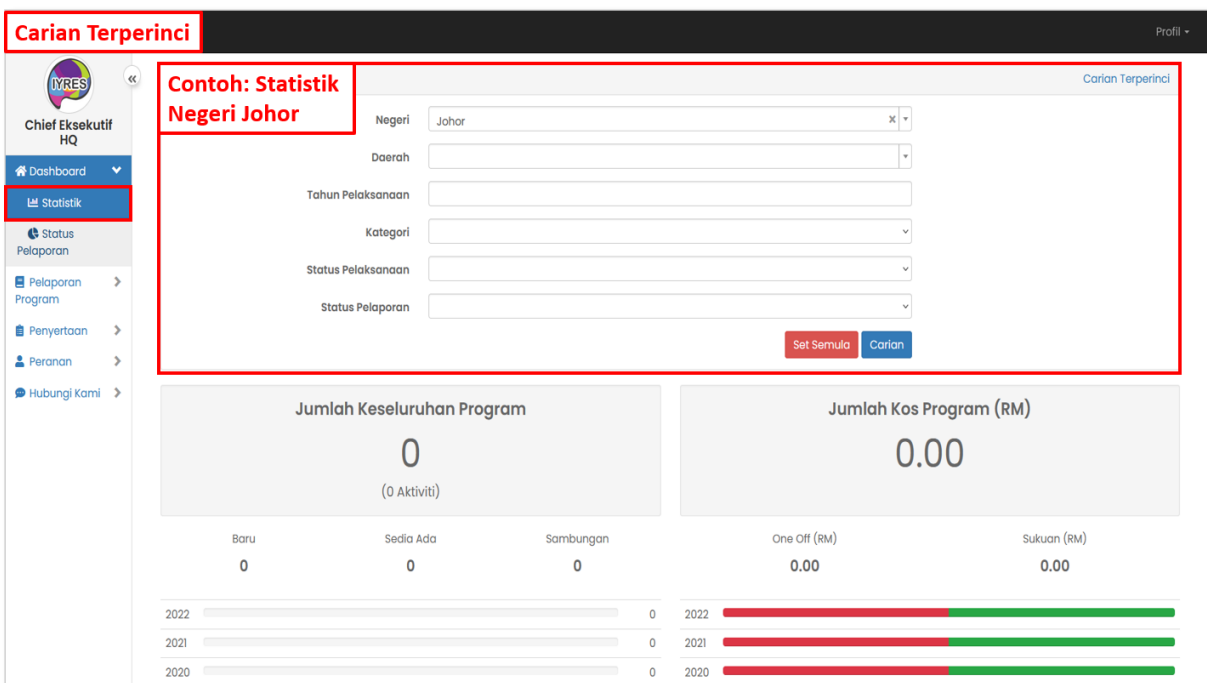 Carian Terperinci
Profil
IYRES
«
Chief Eksekutif
HQ
Dashboard
Statistik
Status
Pelaporan
Pelaporan
Program
Penyertaan
Peranan
Hubungi Kami
Contoh: Statistik
Negeri Johor
Carian Terperinci
Negeri Johor x
Daerah
Tahun Pelaksanaan
Kategori
Status Pelaksanaan
Status Pelaporan
Set Semula Carian
Jumlah Keseluruhan Program
0
(0 Aktiviti)
Baru Sedia Ada Sambungan
0 0 0
2022 0
2021 0
2020 0
Jumlah Kos Program (RM)
0.00
One Off (RM) Sukuan (RM)
0.00 0.00
2022
2021
2020